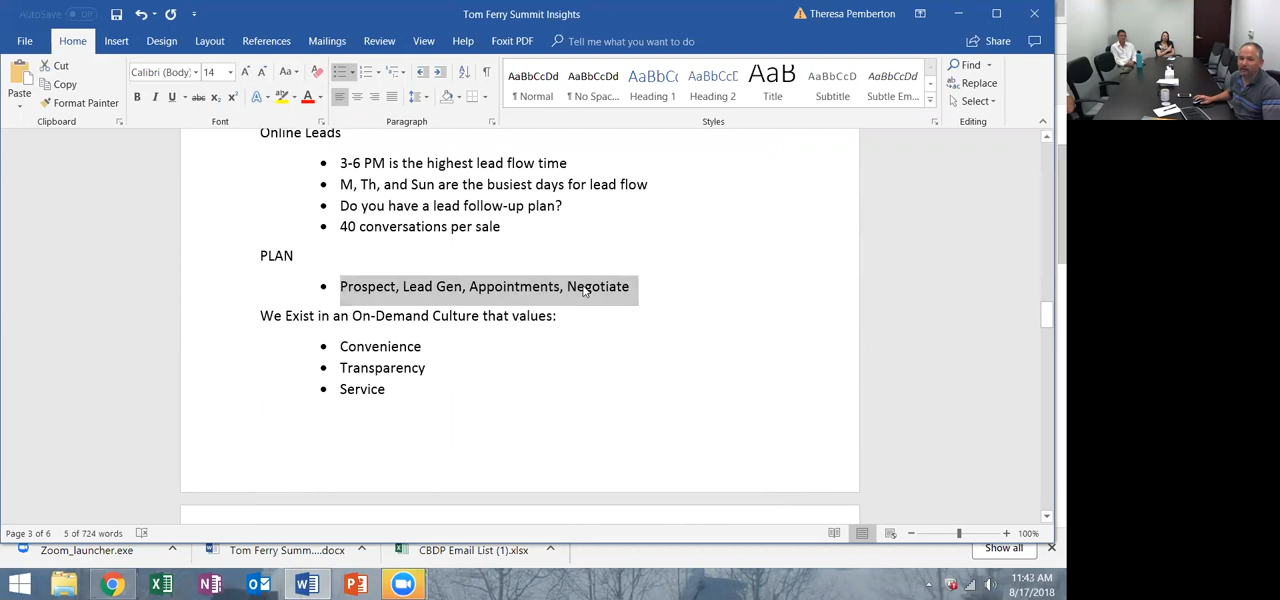 AutoSave Off
Tom Ferry Summit Insights
Theresa Pemberton
File Home Insert Design Layout References Mailings Review View Help Foxit PDF Tell me what you want to do Share
Paste Cut Copy Format Painter
Calibri (Body) 14
AaBbCcDd AaBbCcDd AaBbCc AaBbCcD AaB AaBbCcDd AaBbCcDd
¶ Normal ¶ No Spac... Heading 1 Heading 2 Title Subtitle Subtle Em...
Find Replace Select
Clipboard Font Paragraph Styles Editing
Online Leads
• 3-6 PM is the highest lead flow time
• M, Th, and Sun are the busiest days for lead flow
• Do you have a lead follow-up plan?
• 40 conversations per sale
PLAN
• Prospect, Lead Gen, Appointments, Negotiate
We Exist in an On-Demand Culture that values:
• Convenience
• Transparency
• Service
Page 3 of 6 5 of 724 words 100%
Zoom_launcher.exe Tom Ferry Summ....docx CBDP Email List (1).xlsx Show all
11:43 AM
8/17/2018